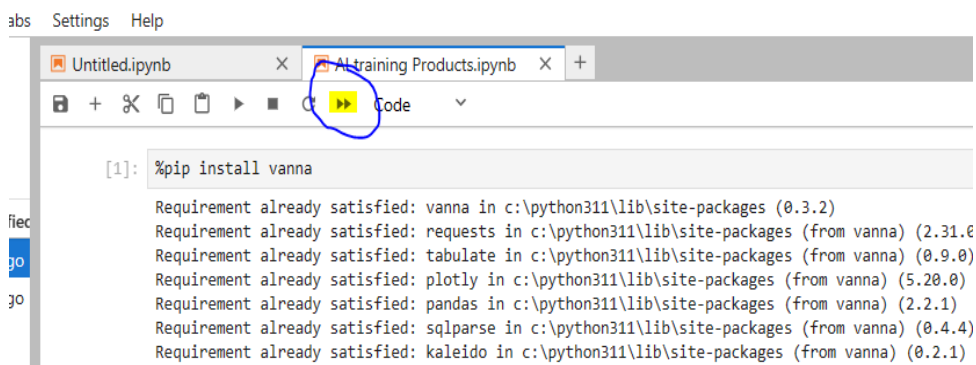 abs Settings Help
Untitled.ipynb
AI training Products.ipynb
Code
[1]: %pip install vanna
Requirement already satisfied: vanna in c:\python311\lib\site-packages (0.3.2)
fied
Requirement already satisfied: requests in c:\python311\lib\site-packages (from vanna) (2.31.0
go
Requirement already satisfied: tabulate in c:\python311\lib\site-packages (from vanna) (0.9.0)
Requirement already satisfied: plotly in c:\python311\lib\site-packages (from vanna) (5.20.0)
go
Requirement already satisfied: pandas in c:\python311\lib\site-packages (from vanna) (2.2.1)
Requirement already satisfied: sqlparse in c:\python311\lib\site-packages (from vanna) (0.4.4)
Requirement already satisfied: kaleido in c:\python311\lib\site-packages (from vanna) (0.2.1)